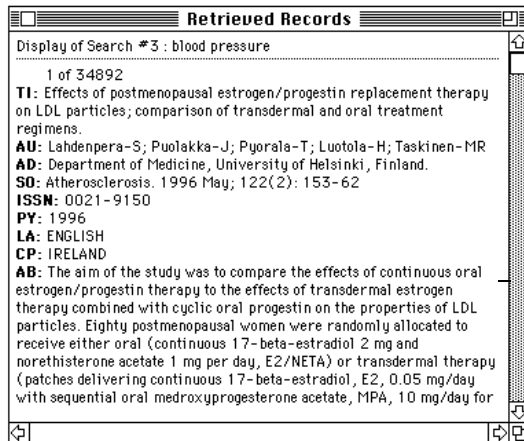 Retrieved Records
Display of Search #3 : blood pressure
1 of 34892
TI: Effects of postmenopausal estrogen/progestin replacement therapy
on LDL particles; comparison of transdermal and oral treatment
regimens.
AU: Lahdenpera-S; Puolakka-J; Pyorala-T; Luotola-H; Taskinen-MR
AD: Department of Medicine, University of Helsinki, Finland.
SO: Atherosclerosis. 1996 May; 122(2): 153-62
ISSN: 0021-9150
PY: 1996
LA: ENGLISH
CP: IRELAND
AB: The aim of the study was to compare the effects of continuous oral
estrogen/progestin therapy to the effects of transdermal estrogen
therapy combined with cyclic oral progestin on the properties of LDL
particles. Eighty postmenopausal women were randomly allocated to
receive either oral (continuous 17-beta-estradiol 2 mg and
norethisterone acetate 1 mg per day, E2/NETA) or transdermal therapy
(patches delivering continuous 17-beta-estradiol, E2, 0.05 mg/day
with sequential oral medroxyprogesterone acetate, MPA, 10 mg/day for